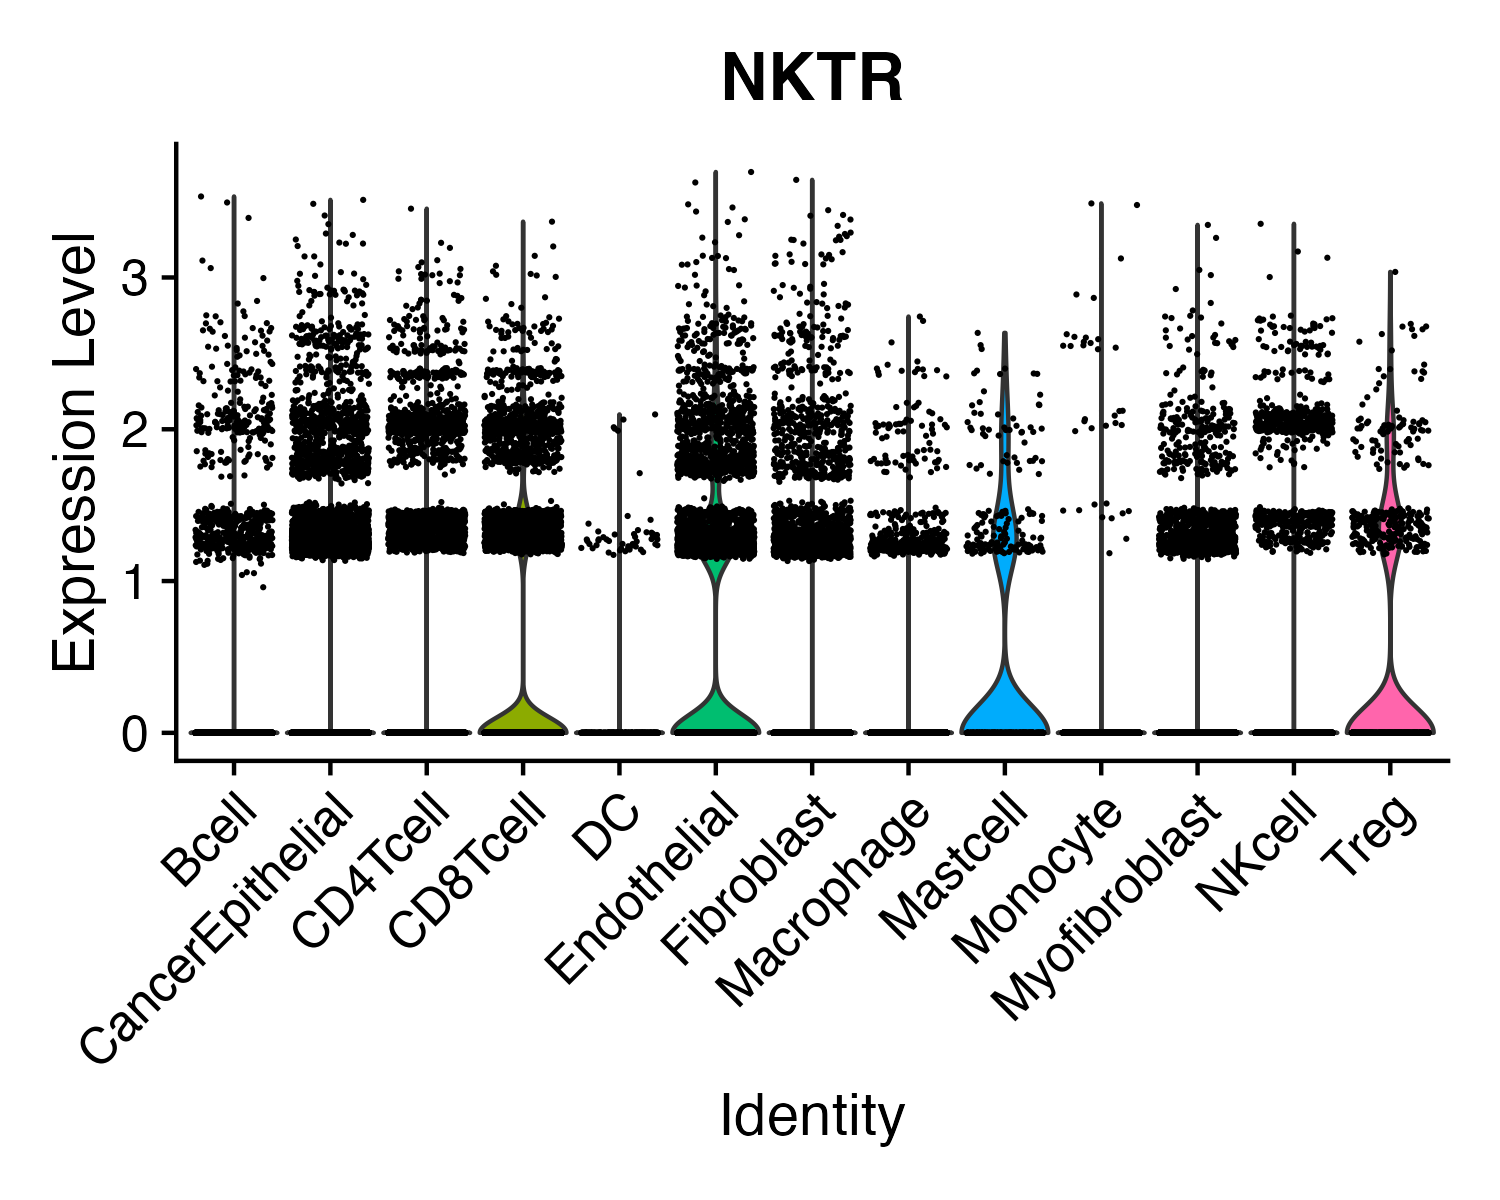 NKTR
Expression Level
3
2
1
0
Bcell
CancerEpithelial
CD4Tcell
CD8Tcell
DC
Endothelial
Fibroblast
Macrophage
Mastcell
Monocyte
Myofibroblast
NKcell
Treg
Identity